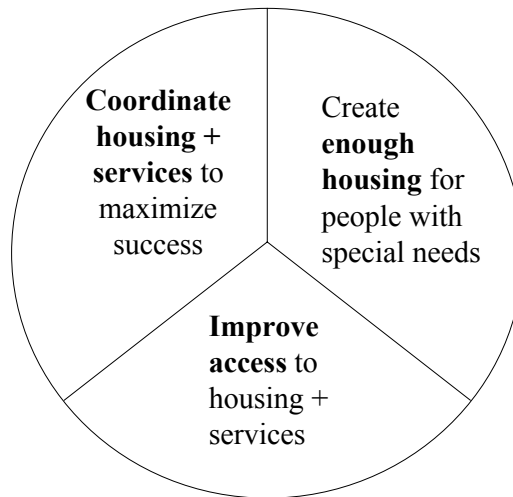 Coordinate
housing +
services to
maximize
success
Create
enough
housing for
people with
special needs
Improve
access to
housing +
services